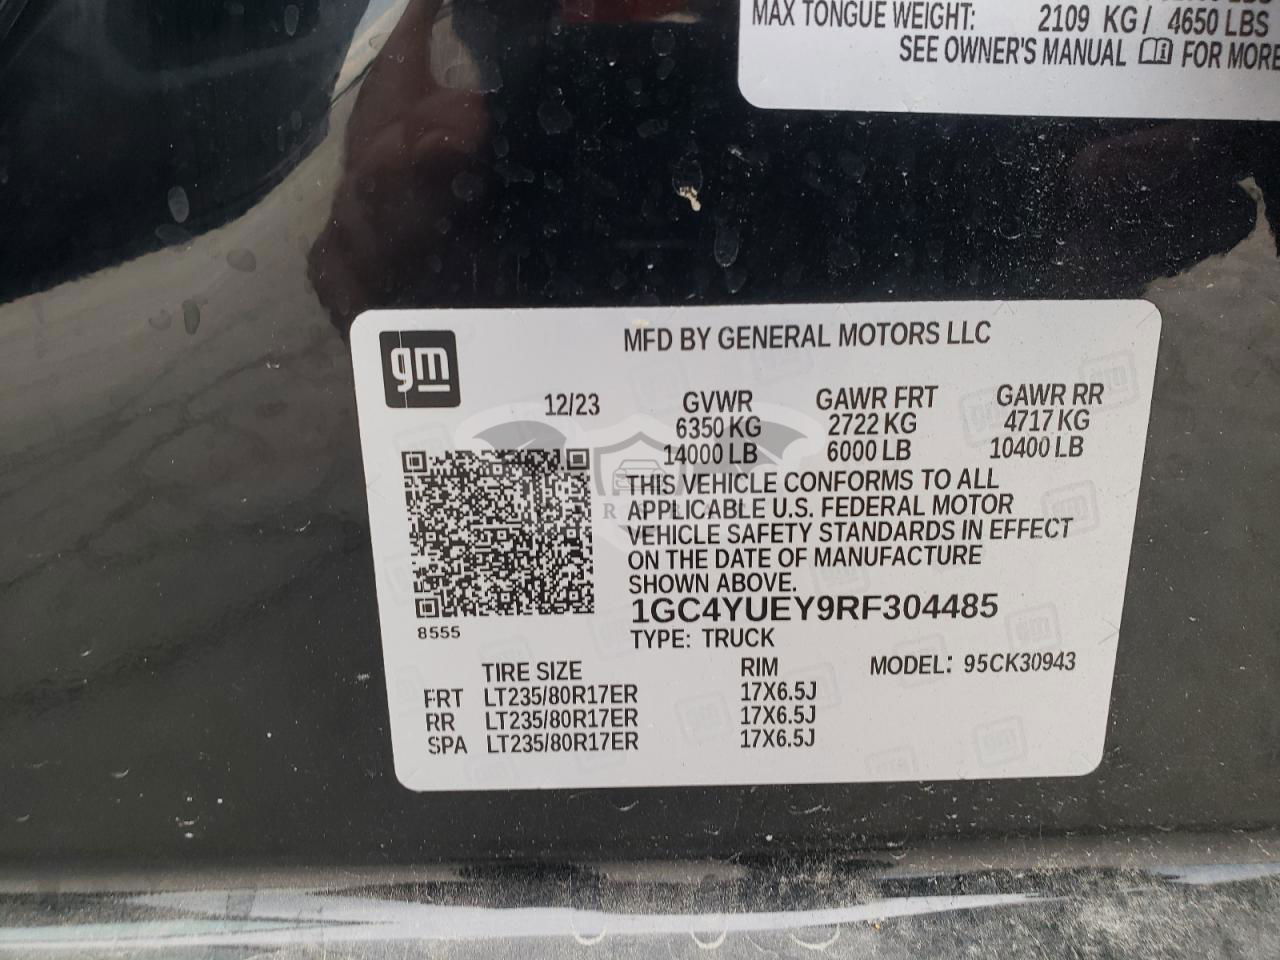 MAX TONGUE WEIGHT: 2109 KG / 4650 LBS
SEE OWNER'S MANUAL FOR MORE
gm
MFD BY GENERAL MOTORS LLC
12/23 GVWR GAWR FRT GAWR RR
6350 KG 2722 KG 4717 KG
14000 LB 6000 LB 10400 LB
THIS VEHICLE CONFORMS TO ALL
APPLICABLE U.S. FEDERAL MOTOR
VEHICLE SAFETY STANDARDS IN EFFECT
ON THE DATE OF MANUFACTURE
SHOWN ABOVE.
1GC4YUEY9RF304485
8555
TYPE: TRUCK
TIRE SIZE RIM MODEL: 95CK30943
FRT LT235/80R17ER 17X6.5J
RR LT235/80R17ER 17X6.5J
SPA LT235/80R17ER 17X6.5J